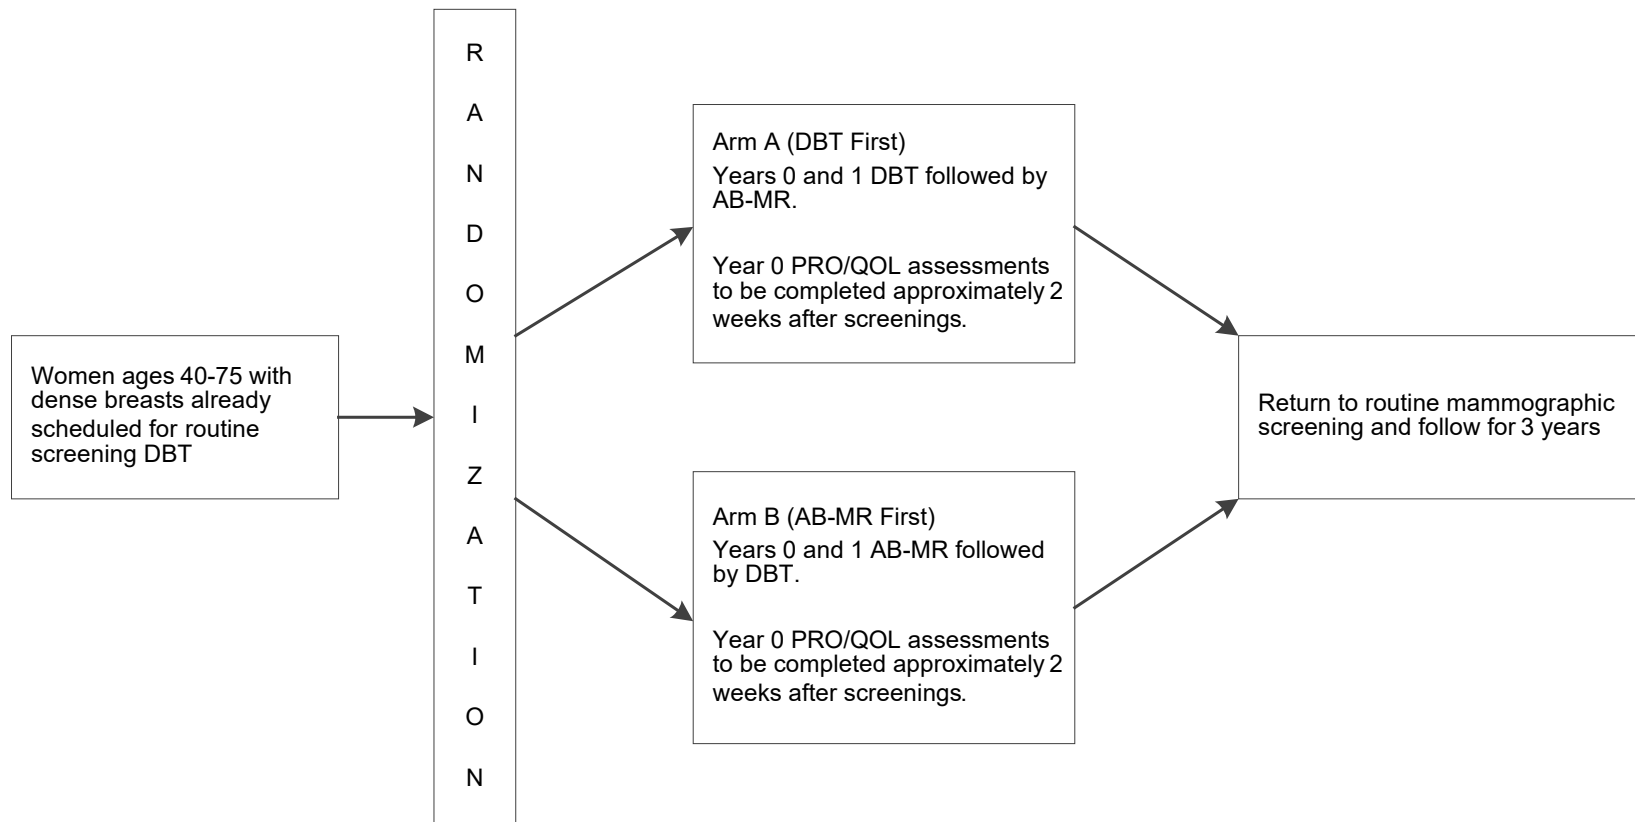 Women ages 40-75 with
dense breasts already
scheduled for routine
screening DBT
R
A
N
D
O
M
I
Z
A
T
I
O
N
Arm A (DBT First)
Years 0 and 1 DBT followed by
AB-MR.
Year 0 PRO/QOL assessments
to be completed approximately 2
weeks after screenings.
Arm B (AB-MR First)
Years 0 and 1 AB-MR followed
by DBT.
Year 0 PRO/QOL assessments
to be completed approximately 2
weeks after screenings.
Return to routine mammographic
screening and follow for 3 years